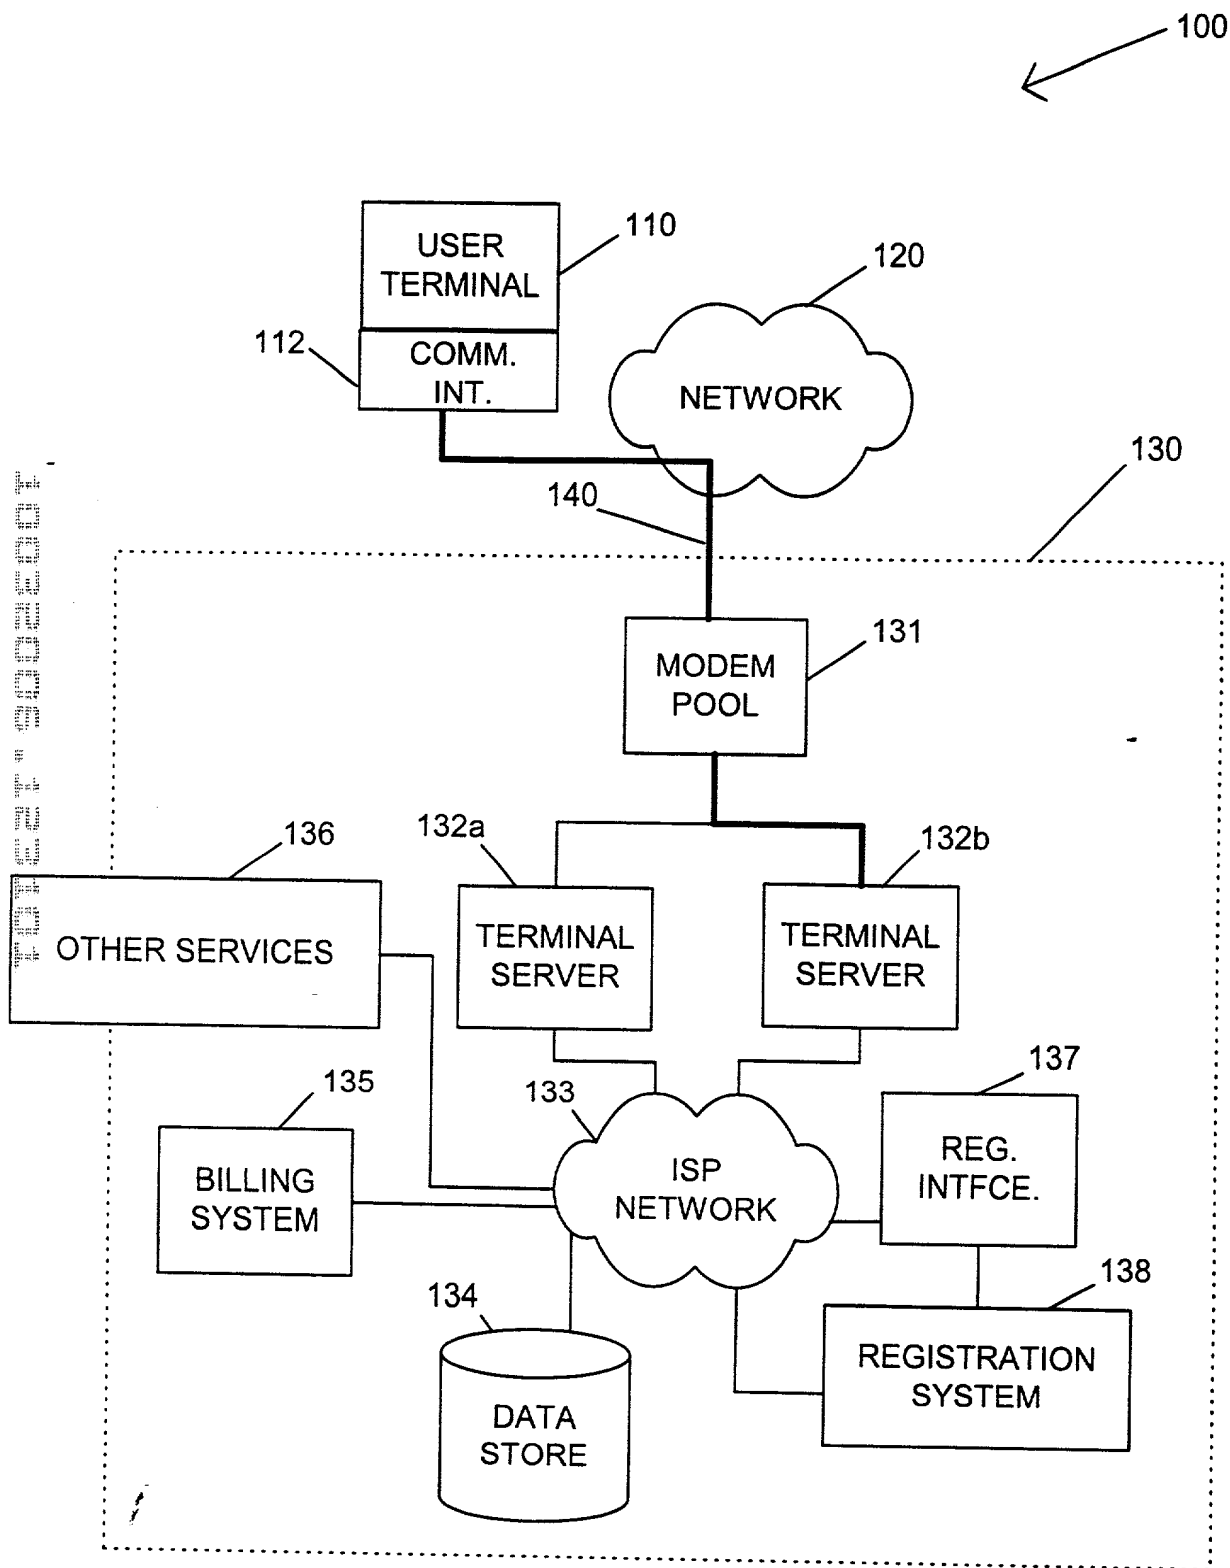 100
USER
TERMINAL
110
COMM.
INT.
112
120
NETWORK
130
140
MODEM
POOL
131
136
132a
132b
OTHER SERVICES
TERMINAL
SERVER
TERMINAL
SERVER
135
133
137
BILLING
SYSTEM
ISP
NETWORK
REG.
INTFCE.
134
138
DATA
STORE
REGISTRATION
SYSTEM